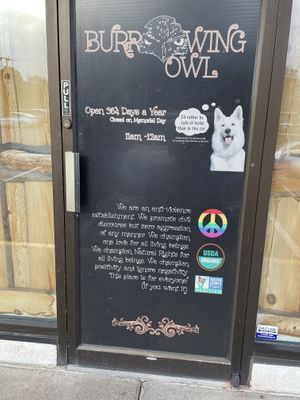 BURROWING
OWL
PULL
Open 364 Days a Year
Closed on Memorial Day
11am -12am
I'd rather be
safe at home
than in the car.
We are an anti-violence
establishment. We promote civil
discourse but zero aggression,
of any manner. We champion
one love for all living beings.
We champion Natural Rights for
all living beings. We champion
positivity and ignore negativity.
This place is for everyone!
(If you want it)
USDA
ORGANIC